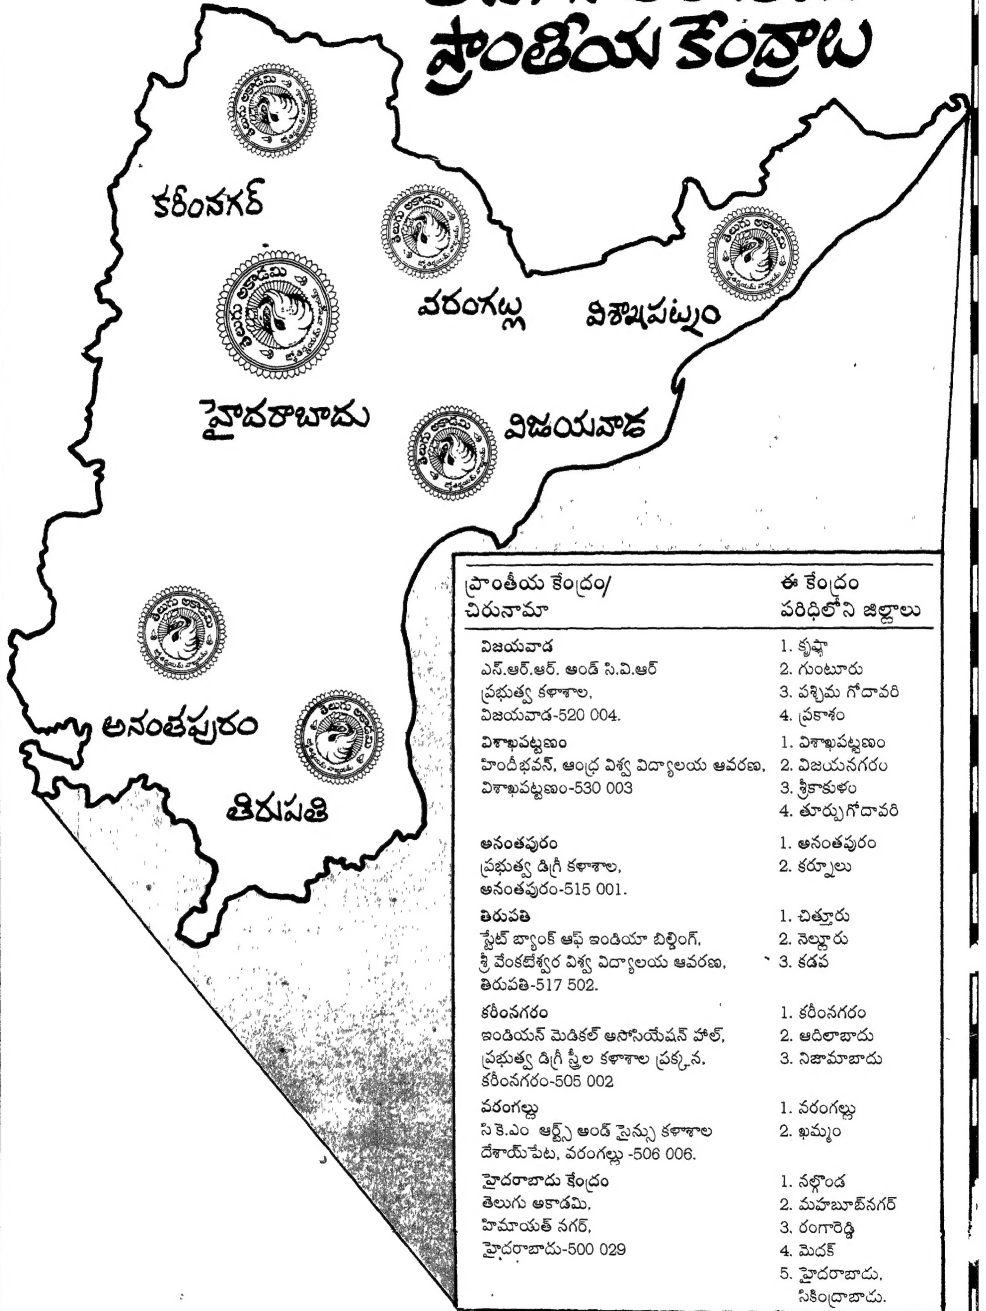 ప్రాంతీయ కేంద్రాలు
కరీంనగర్
వరంగల్లు
విశాఖపట్నం
హైదరాబాదు
విజయవాడ
అనంతపురం
తిరుపతి
ప్రాంతీయ కేంద్రం/ ఈ కేంద్రం
చిరునామా పరిధిలోని జిల్లాలు
విజయవాడ 1. కృష్ణా
ఎస్.ఆర్.ఆర్. అండ్ సి.వి.ఆర్ 2. గుంటూరు
ప్రభుత్వ కళాశాల, 3. పశ్చిమ గోదావరి
విజయవాడ-520 004. 4. ప్రకాశం
విశాఖపట్టణం 1. విశాఖపట్టణం
హిందీభవన్, ఆంధ్ర విశ్వ విద్యాలయ ఆవరణ, 2. విజయనగరం
విశాఖపట్టణం-530 003 3. శ్రీకాకుళం
4. తూర్పుగోదావరి
అనంతపురం 1. అనంతపురం
ప్రభుత్వ డిగ్రీ కళాశాల, 2. కర్నూలు
అనంతపురం-515 001.
తిరుపతి 1. చిత్తూరు
స్టేట్ బ్యాంక్ ఆఫ్ ఇండియా బిల్డింగ్, 2. నెల్లూరు
శ్రీ వేంకటేశ్వర విశ్వ విద్యాలయ ఆవరణ, 3. కడప
తిరుపతి-517 502.
కరీంనగరం 1. కరీంనగరం
ఇండియన్ మెడికల్ అసోసియేషన్ హాల్, 2. ఆదిలాబాదు
ప్రభుత్వ డిగ్రీ స్త్రీల కళాశాల ప్రక్కన, 3. నిజామాబాదు
కరీంనగరం-505 002
వరంగల్లు 1. వరంగల్లు
సి కె.ఎం ఆర్ట్స్ అండ్ సైన్సు కళాశాల 2. ఖమ్మం
దేశాయ్‌పేట, వరంగల్లు -506 006.
హైదరాబాదు కేంద్రం 1. నల్గొండ
తెలుగు అకాడమి, 2. మహబూబ్‌నగర్
హిమాయత్ నగర్, 3. రంగారెడ్డి
హైదరాబాదు-500 029 4. మెదక్
5. హైదరాబాదు,
సికింద్రాబాదు.